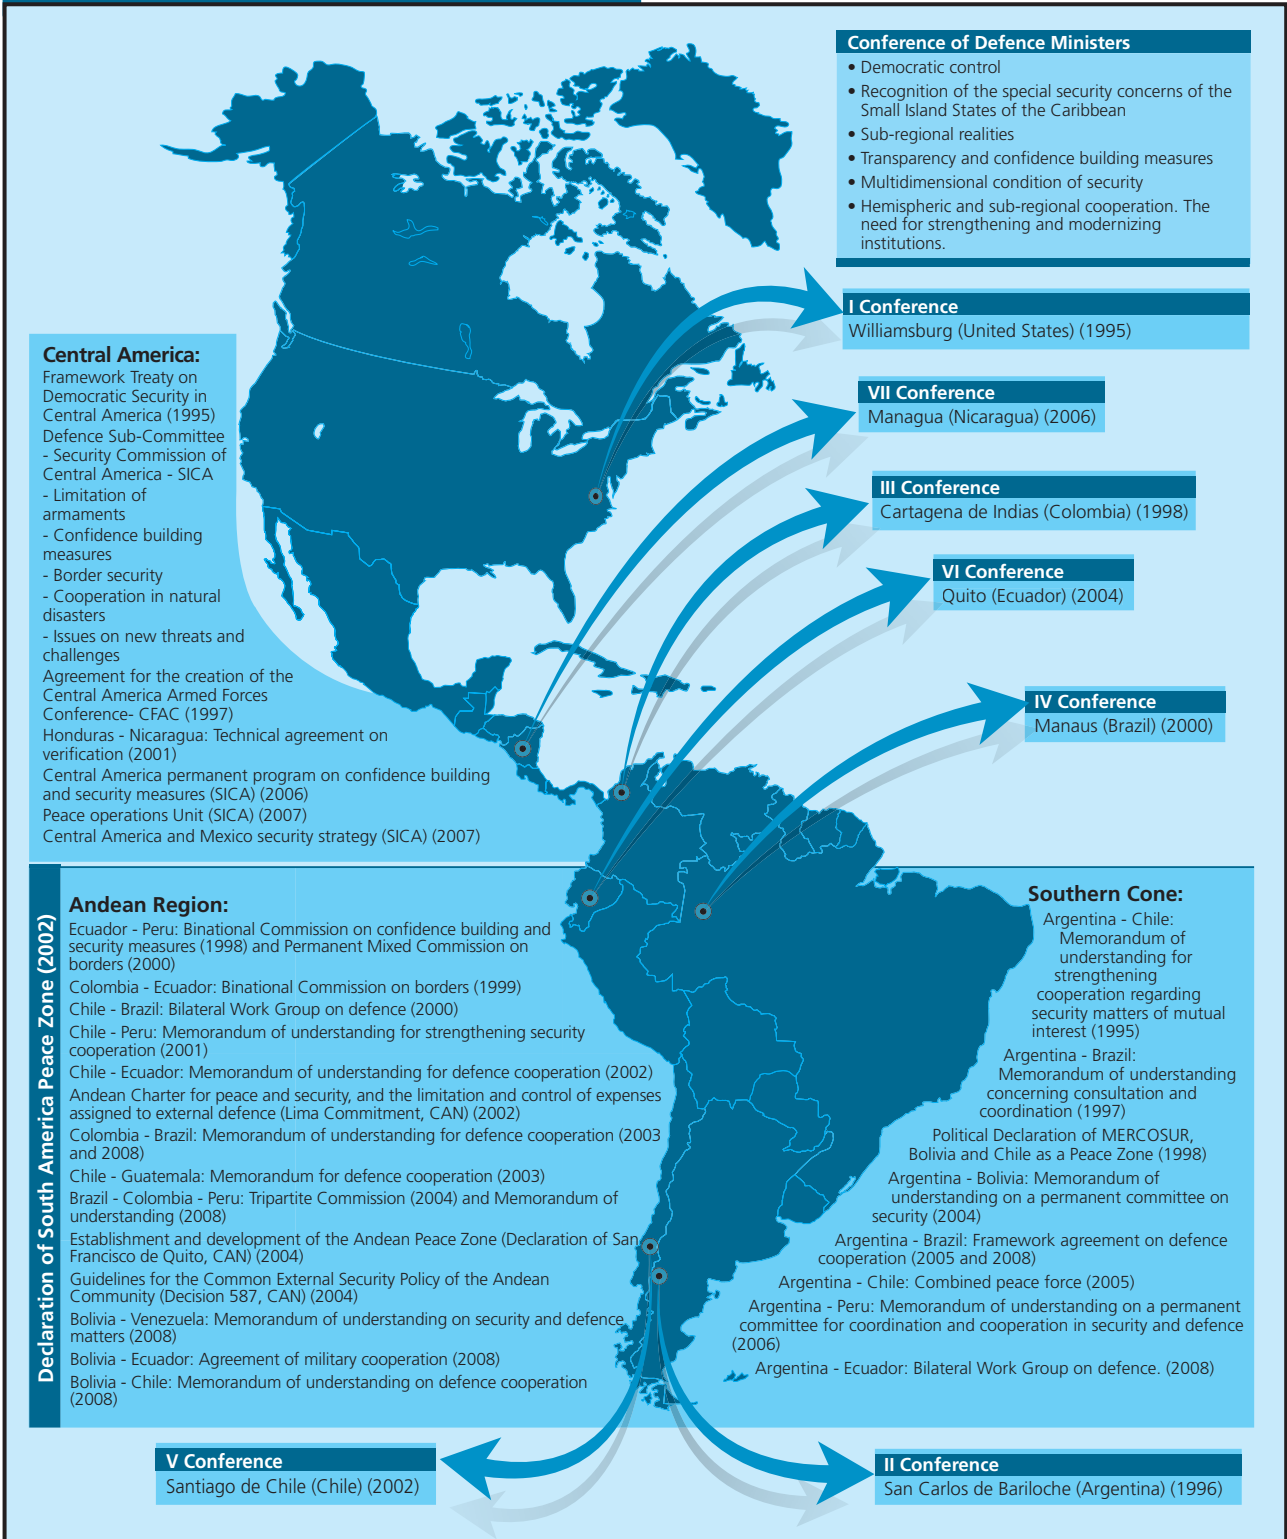 Conference of Defence Ministers
• Democratic control
• Recognition of the special security concerns of the
Small Island States of the Caribbean
• Sub-regional realities
• Transparency and confidence building measures
• Multidimensional condition of security
• Hemispheric and sub-regional cooperation. The
need for strengthening and modernizing
institutions.
I Conference
Williamsburg (United States) (1995)
VII Conference
Managua (Nicaragua) (2006)
III Conference
Cartagena de Indias (Colombia) (1998)
VI Conference
Quito (Ecuador) (2004)
IV Conference
Manaus (Brazil) (2000)
Central America:
Framework Treaty on
Democratic Security in
Central America (1995)
Defence Sub-Committee
- Security Commission of
Central America - SICA
- Limitation of
armaments
- Confidence building
measures
- Border security
- Cooperation in natural
disasters
- Issues on new threats and
challenges
Agreement for the creation of the
Central America Armed Forces
Conference- CFAC (1997)
Honduras - Nicaragua: Technical agreement on
verification (2001)
Central America permanent program on confidence building
and security measures (SICA) (2006)
Peace operations Unit (SICA) (2007)
Central America and Mexico security strategy (SICA) (2007)
Declaration of South America Peace Zone (2002)
Andean Region:
Ecuador - Peru: Binational Commission on confidence building and
security measures (1998) and Permanent Mixed Commission on
borders (2000)
Colombia - Ecuador: Binational Commission on borders (1999)
Chile - Brazil: Bilateral Work Group on defence (2000)
Chile - Peru: Memorandum of understanding for strengthening security
cooperation (2001)
Chile - Ecuador: Memorandum of understanding for defence cooperation (2002)
Andean Charter for peace and security, and the limitation and control of expenses
assigned to external defence (Lima Commitment, CAN) (2002)
Colombia - Brazil: Memorandum of understanding for defence cooperation (2003
and 2008)
Chile - Guatemala: Memorandum for defence cooperation (2003)
Brazil - Colombia - Peru: Tripartite Commission (2004) and Memorandum of
understanding (2008)
Establishment and development of the Andean Peace Zone (Declaration of San
Francisco de Quito, CAN) (2004)
Guidelines for the Common External Security Policy of the Andean
Community (Decision 587, CAN) (2004)
Bolivia - Venezuela: Memorandum of understanding on security and defence
matters (2008)
Bolivia - Ecuador: Agreement of military cooperation (2008)
Bolivia - Chile: Memorandum of understanding on defence cooperation
(2008)
Southern Cone:
Argentina - Chile:
Memorandum of
understanding for
strengthening
cooperation regarding
security matters of mutual
interest (1995)
Argentina - Brazil:
Memorandum of understanding
concerning consultation and
coordination (1997)
Political Declaration of MERCOSUR,
Bolivia and Chile as a Peace Zone (1998)
Argentina - Bolivia: Memorandum of
understanding on a permanent committee on
security (2004)
Argentina - Brazil: Framework agreement on defence
cooperation (2005 and 2008)
Argentina - Chile: Combined peace force (2005)
Argentina - Peru: Memorandum of understanding on a permanent
committee for coordination and cooperation in security and defence
(2006)
Argentina - Ecuador: Bilateral Work Group on defence. (2008)
V Conference
Santiago de Chile (Chile) (2002)
II Conference
San Carlos de Bariloche (Argentina) (1996)